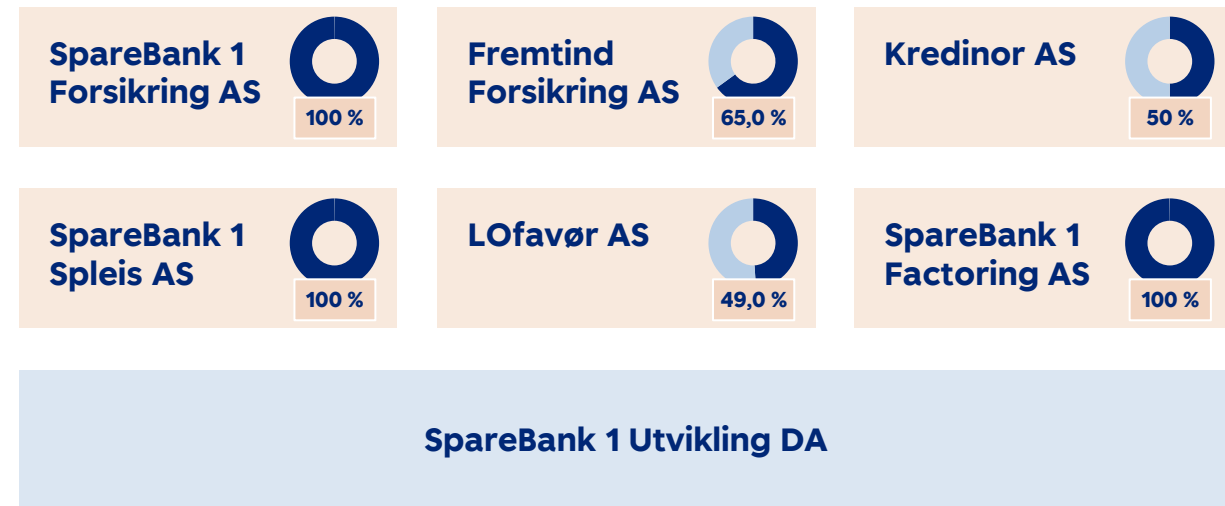 SpareBank 1
Forsikring AS
100 %
Fremtind
Forsikring AS
65,0 %
Kredinor AS
50 %
SpareBank 1
Spleis AS
100 %
LOfavør AS
49,0 %
SpareBank 1
Factoring AS
100 %
SpareBank 1 Utvikling DA